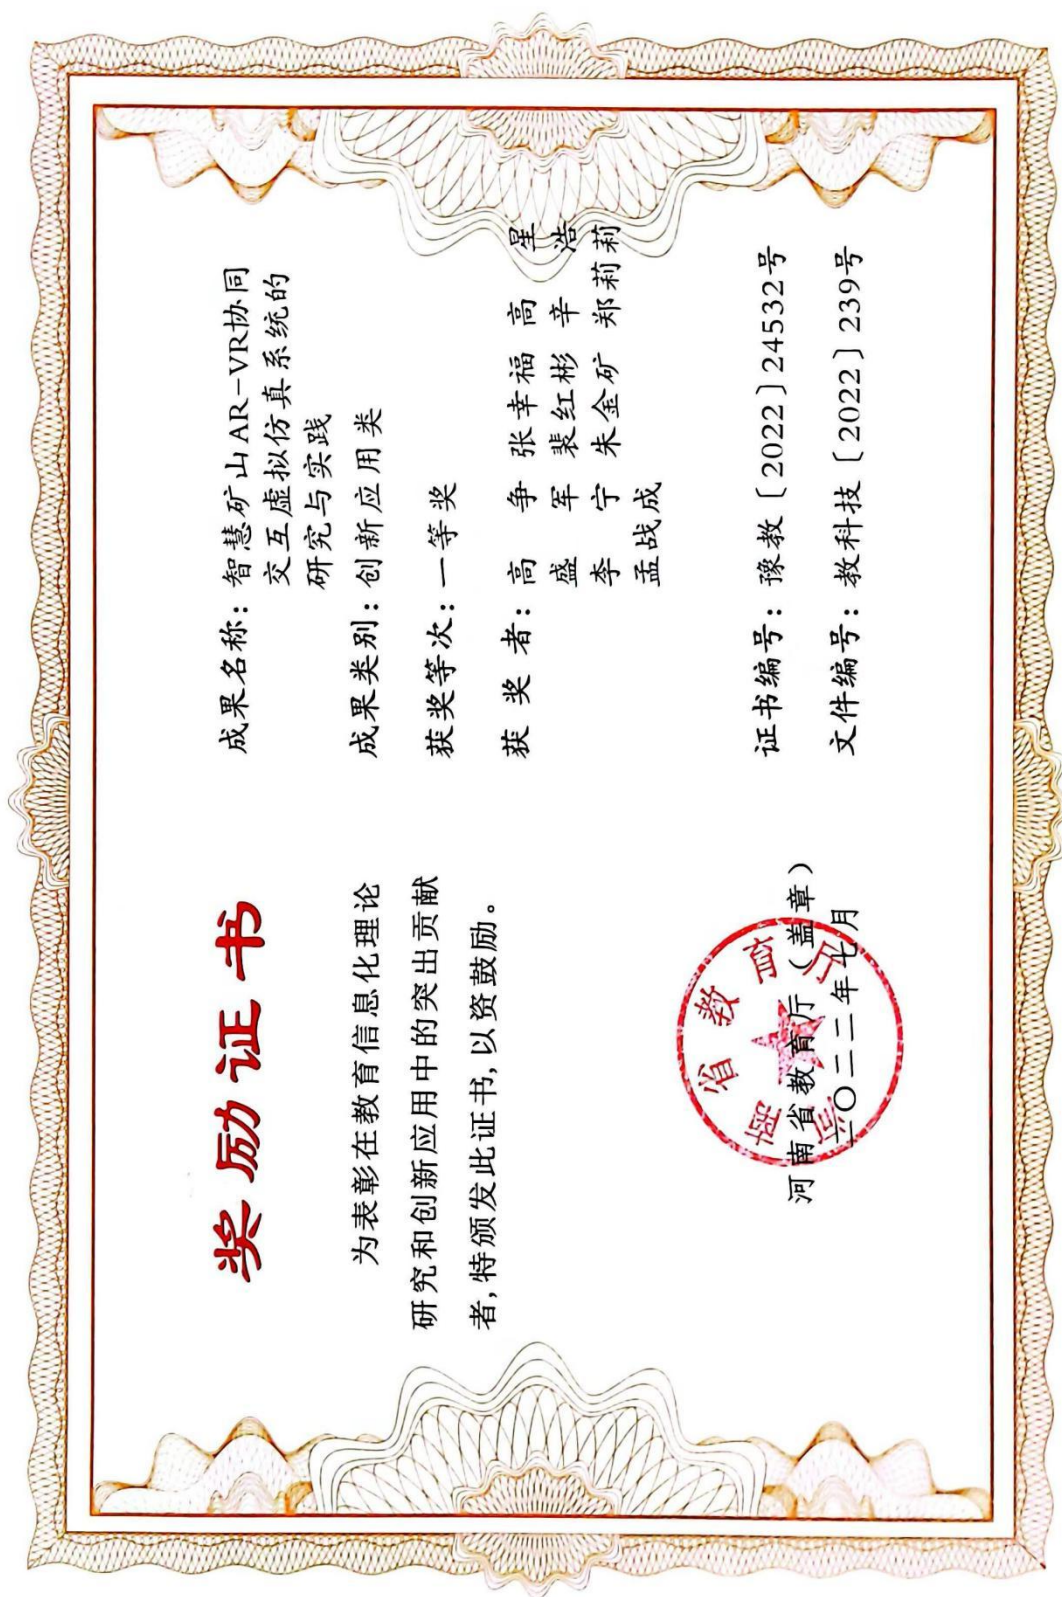 奖励证书
为表彰在教育信息化理论
研究和创新应用中的突出贡献
者,特颁发此证书,以资鼓励。
河南省教育厅
河南省教育厅（盖章）
二〇二二年七月
成果名称：智慧矿山AR-VR协同
交互虚拟仿真系统的
研究与实践
成果类别：创新应用类
获奖等次：一等奖
获 奖 者：高 争 张幸福 高 星
盛 军 裴红彬 辛 浩
李 宁 朱金矿 郑莉莉
孟战成
证书编号：豫教〔2022〕24532号
文件编号：教科技〔2022〕239号